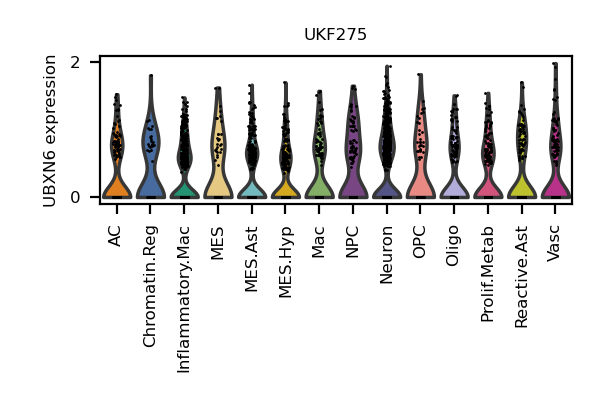 UKF275
UBXN6 expression
2
0
AC
Chromatin.Reg
Inflammatory.Mac
MES
MES.Ast
MES.Hyp
Mac
NPC
Neuron
OPC
Oligo
Prolif.Metab
Reactive.Ast
Vasc